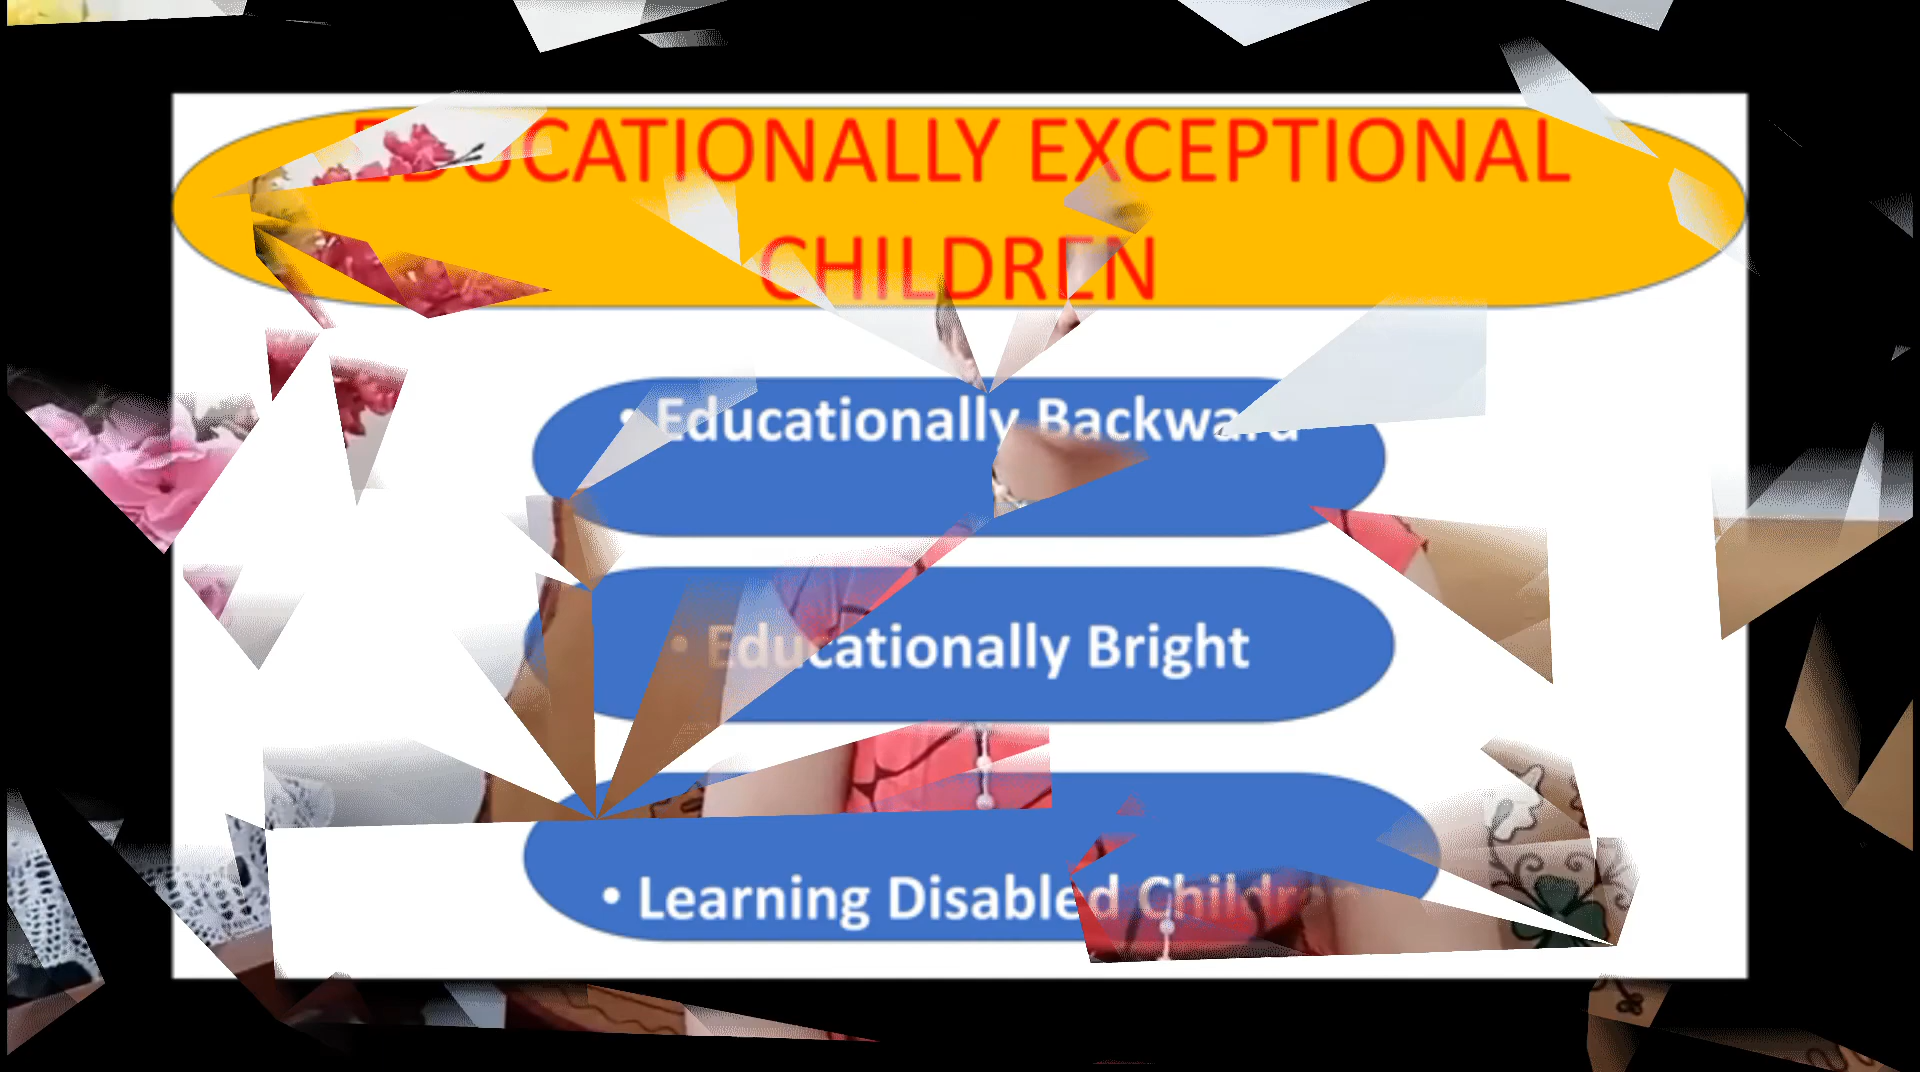 EDUCATIONALLY EXCEPTIONAL
CHILDREN
• Educationally Backward
• Educationally Bright
• Learning Disabled Children